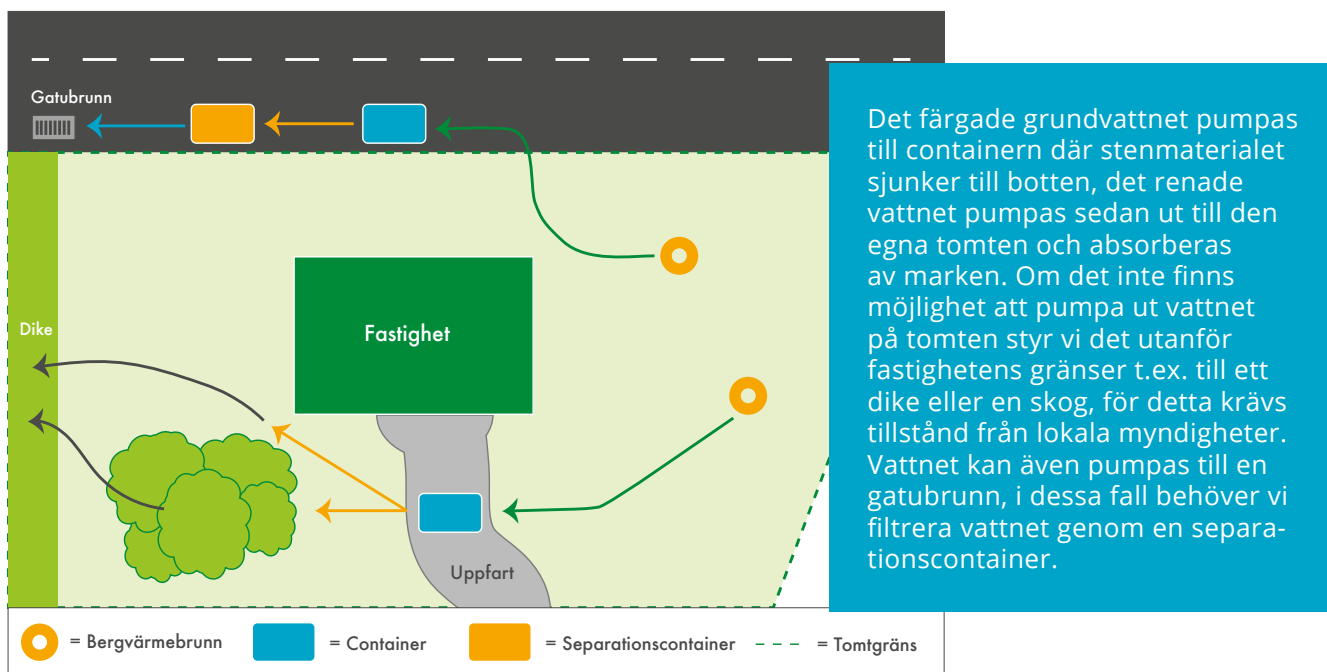 Gatubrunn
Det färgade grundvattnet pumpas
till containern där stenmaterialet
sjunker till botten, det renade
vattnet pumpas sedan ut till den
egna tomten och absorberas
av marken. Om det inte finns
möjlighet att pumpa ut vattnet
på tomten styr vi det utanför
fastighetens gränser t.ex. till ett
dike eller en skog, för detta krävs
tillstånd från lokala myndigheter.
Vattnet kan även pumpas till en
gatubrunn, i dessa fall behöver vi
filtrera vattnet genom en separa-
tionscontainer.
Dike
Fastighet
Uppfart
= Bergvärmebrunn
= Container
= Separationscontainer
= Tomtgräns